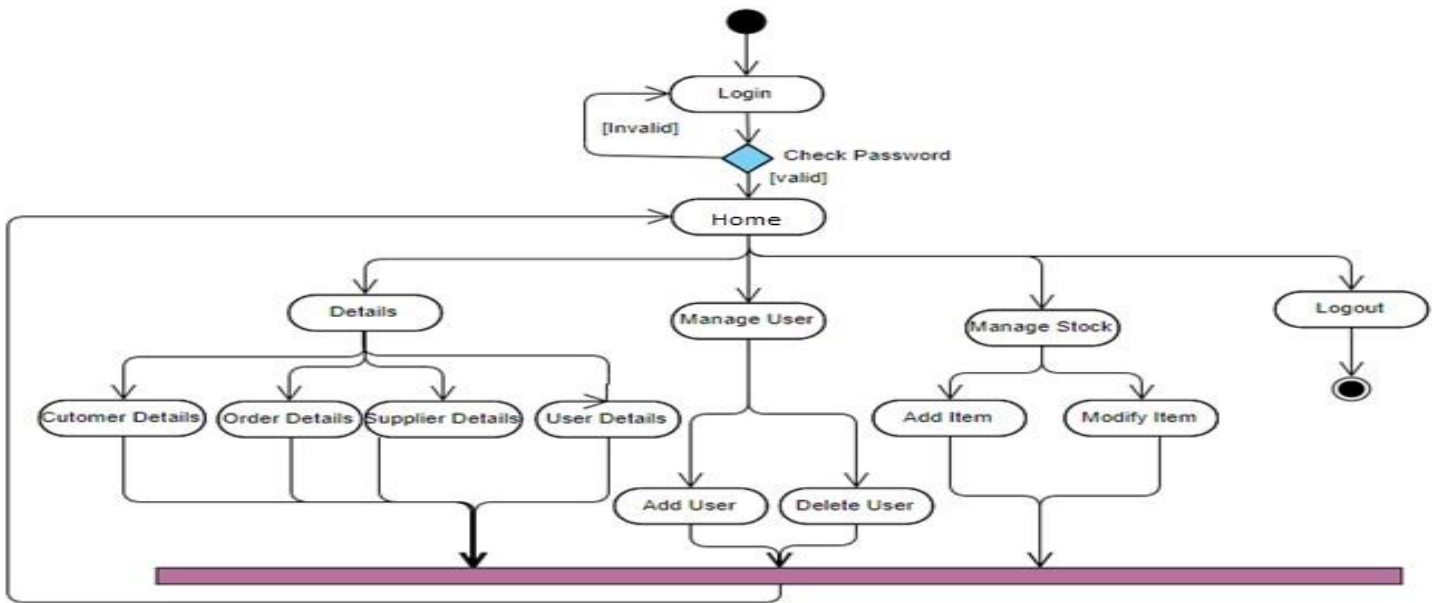 Login
[Invalid]
Check Password
[valid]
Home
Details
Manage User
Manage Stock
Logout
Cutomer Details
Order Details
Supplier Details
User Details
Add Item
Modify Item
Add User
Delete User